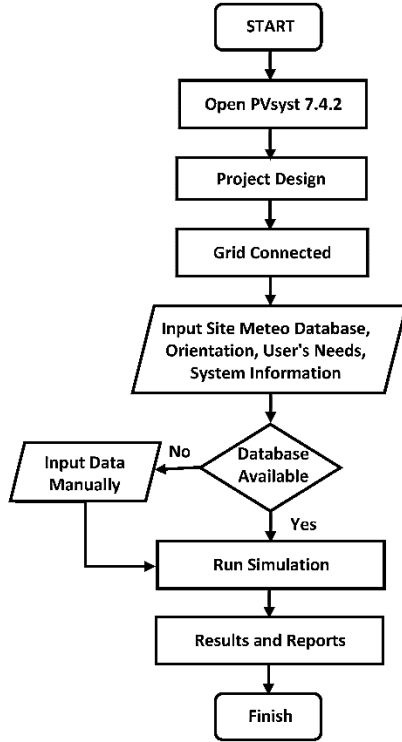 START
Open PVsyst 7.4.2
Project Design
Grid Connected
Input Site Meteo Database,
Orientation, User's Needs,
System Information
Database
Available
No
Input Data
Manually
Yes
Run Simulation
Results and Reports
Finish